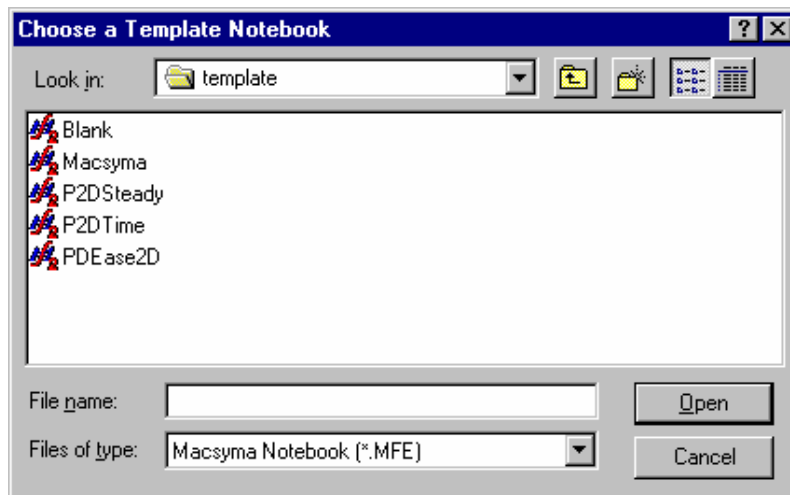 Choose a Template Notebook
Look in: template
Blank
Macsyma
P2DSteady
P2DTime
PDEase2D
File name: Open
Files of type: Macsyma Notebook (*.MFE) Cancel